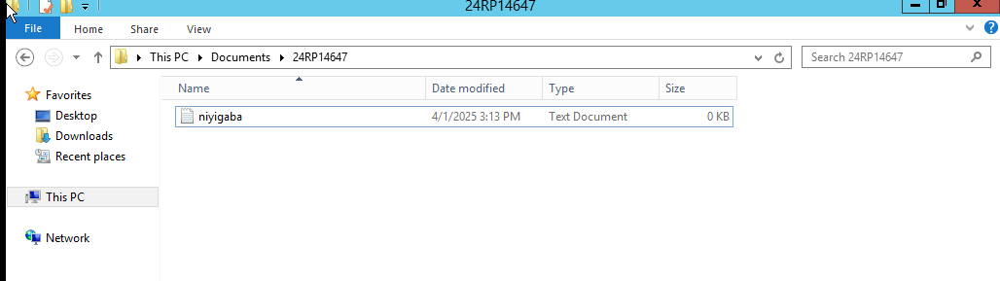 24RP14647
File Home Share View
This PC Documents 24RP14647 Search 24RP14647
Name Date modified Type Size
Favorites
niyigaba 4/1/2025 3:13 PM Text Document 0 KB
Desktop
Downloads
Recent places
This PC
Network